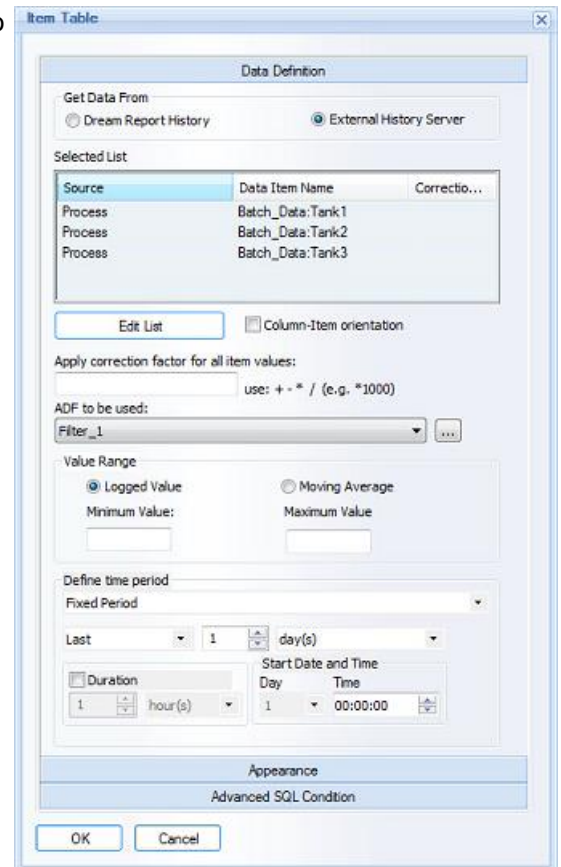 Item Table
Data Definition
Get Data From
Dream Report History External History Server
Selected List
Source Data Item Name Correctio...
Process Batch_Data:Tank1
Process Batch_Data:Tank2
Process Batch_Data:Tank3
Edit List Column-Item orientation
Apply correction factor for all item values:
use: + - * / (e.g. *1000)
ADF to be used:
Filter_1 ...
Value Range
Logged Value Moving Average
Minimum Value: Maximum Value
Define time period
Fixed Period
Last 1 day(s)
Start Date and Time
Duration Day Time
1 hour(s) 1 00:00:00
Appearance
Advanced SQL Condition
OK Cancel